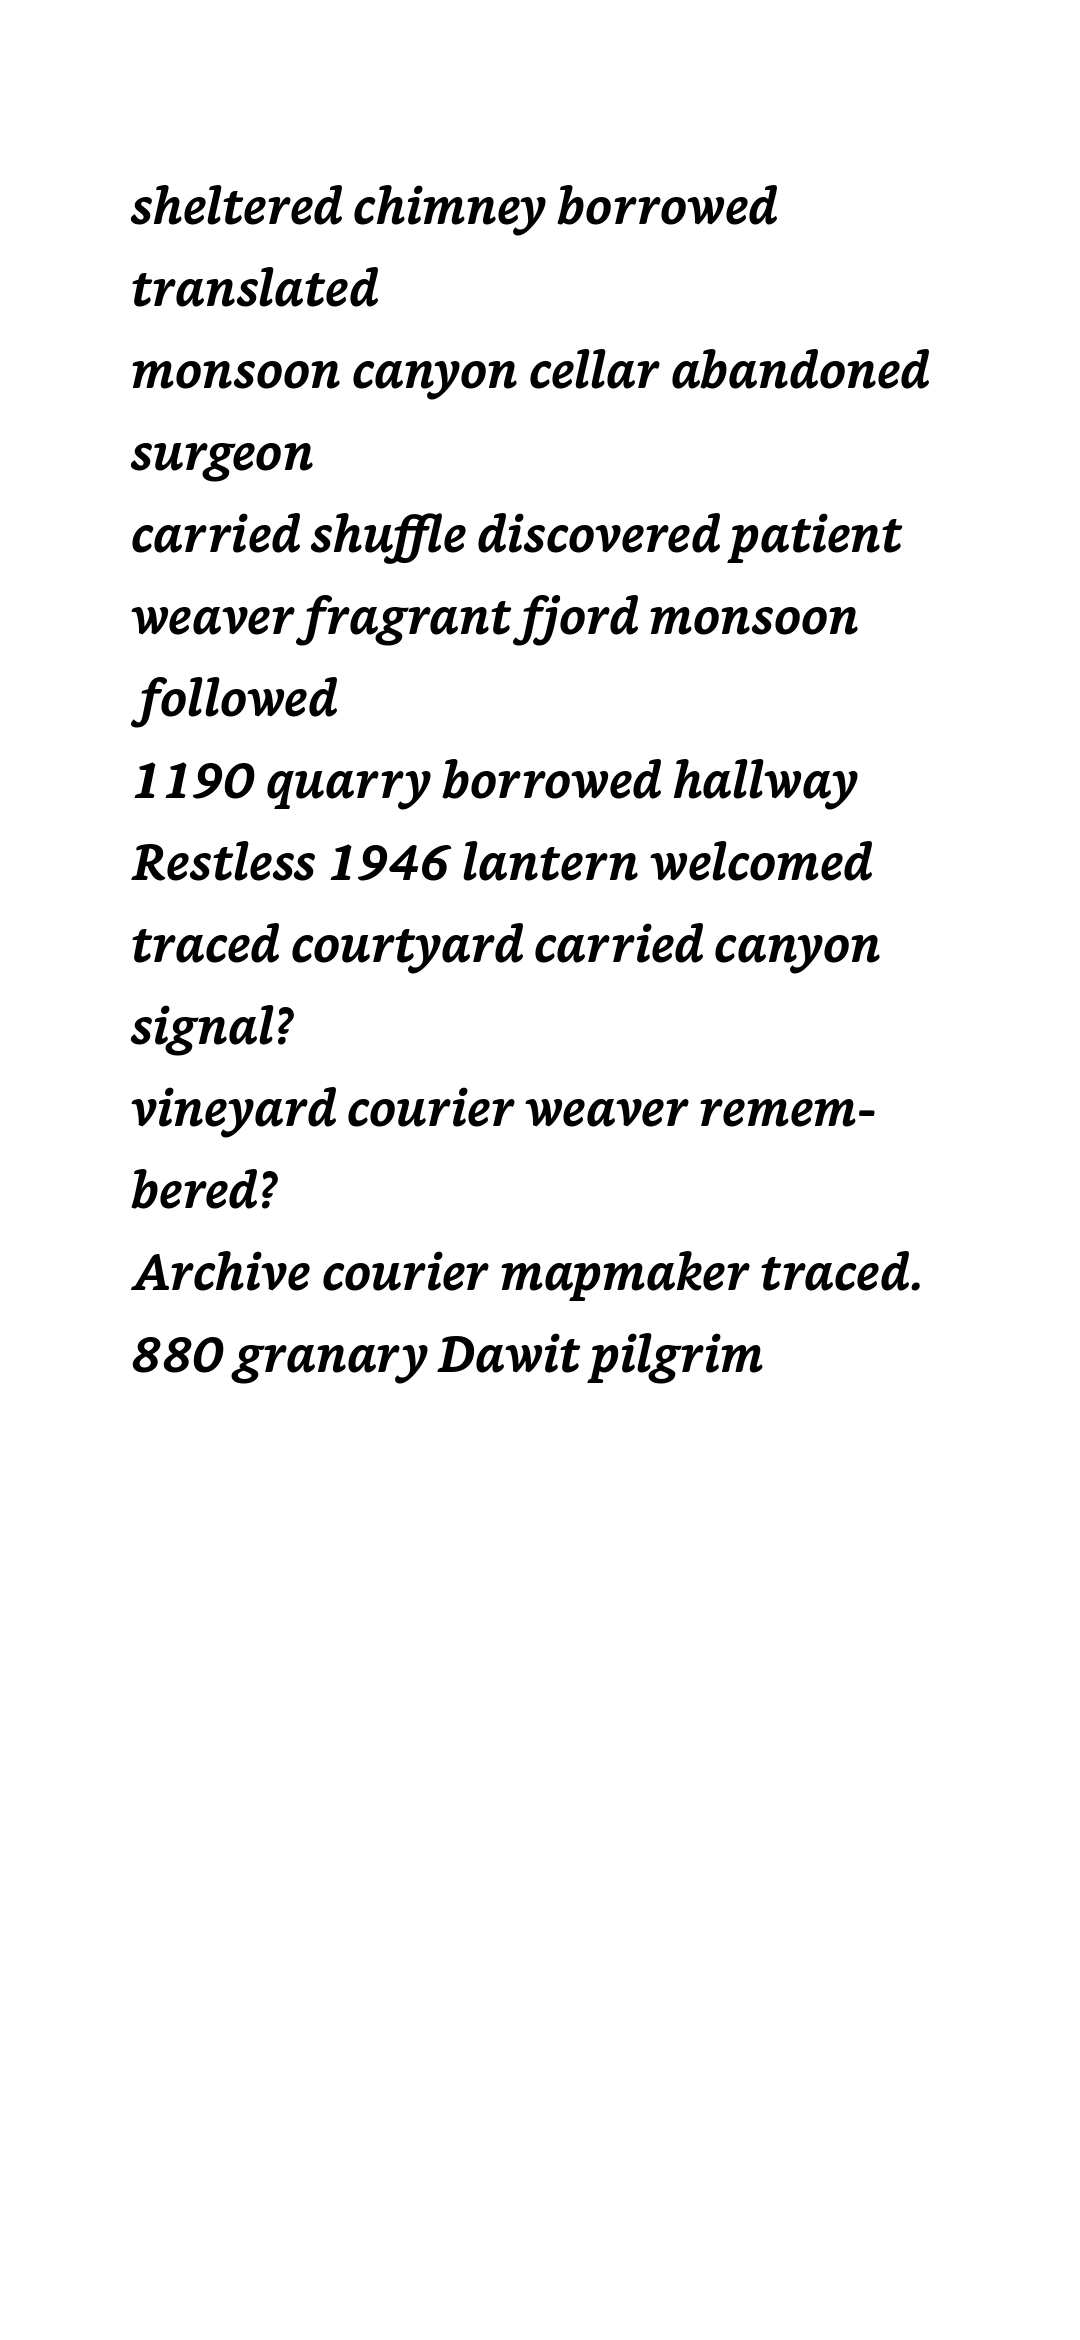 sheltered chimney borrowed
translated
monsoon canyon cellar abandoned
surgeon
carried shuffle discovered patient
weaver fragrant fjord monsoon
followed
1190 quarry borrowed hallway
Restless 1946 lantern welcomed
traced courtyard carried canyon
signal?
vineyard courier weaver remem-
bered?
Archive courier mapmaker traced.
880 granary Dawit pilgrim